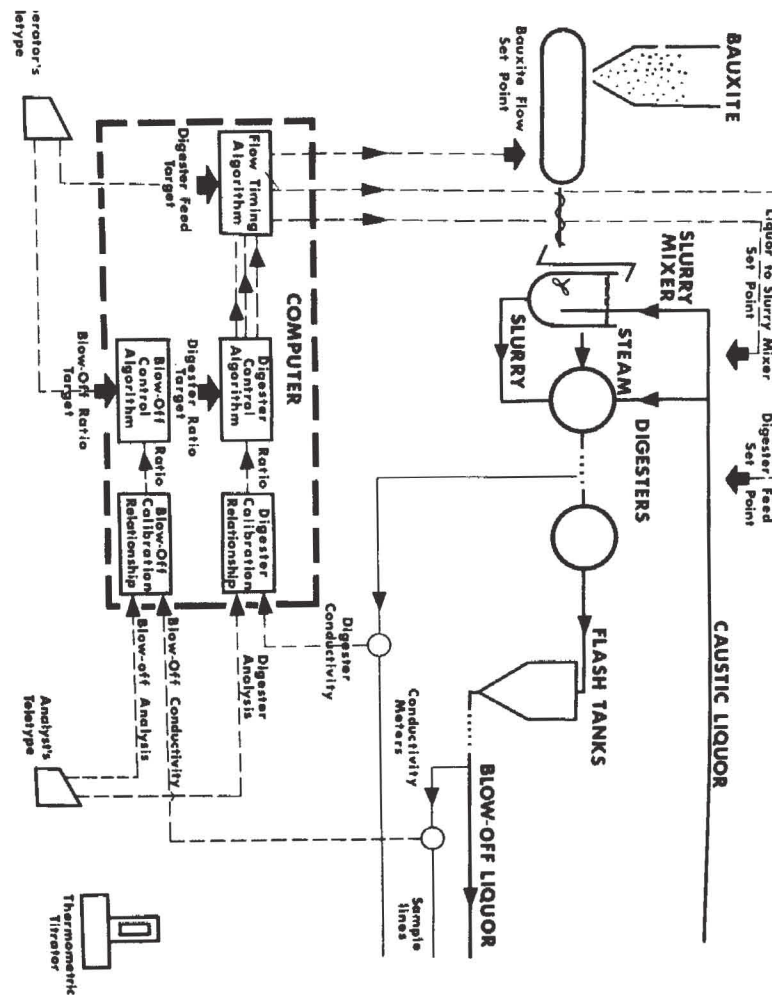 BAUXITE
Bauxite Flow
Set Point
Liquor to Slurry Mixer
Set Point
Digester Feed
Set Point
SLURRY
MIXER
STEAM
SLURRY
DIGESTERS
FLASH TANKS
CAUSTIC LIQUOR
BLOW-OFF LIQUOR
Conductivity
Meters
Sample
lines
Digester
Conductivity
COMPUTER
Digester Feed
Target
Flow Timing
Algorithm
Digester
Control
Algorithm
Digester Ratio
Target
Ratio
Digester
Calibration
Relationship
Digester
Analysis
Blow-Off
Control
Algorithm
Blow-Off Ratio
Target
Ratio
Blow-Off
Calibration
Relationship
Blow-Off Conductivity
Blow-off Analysis
erator's
letype
Analyst's
Teletype
Thermometric
Titrator